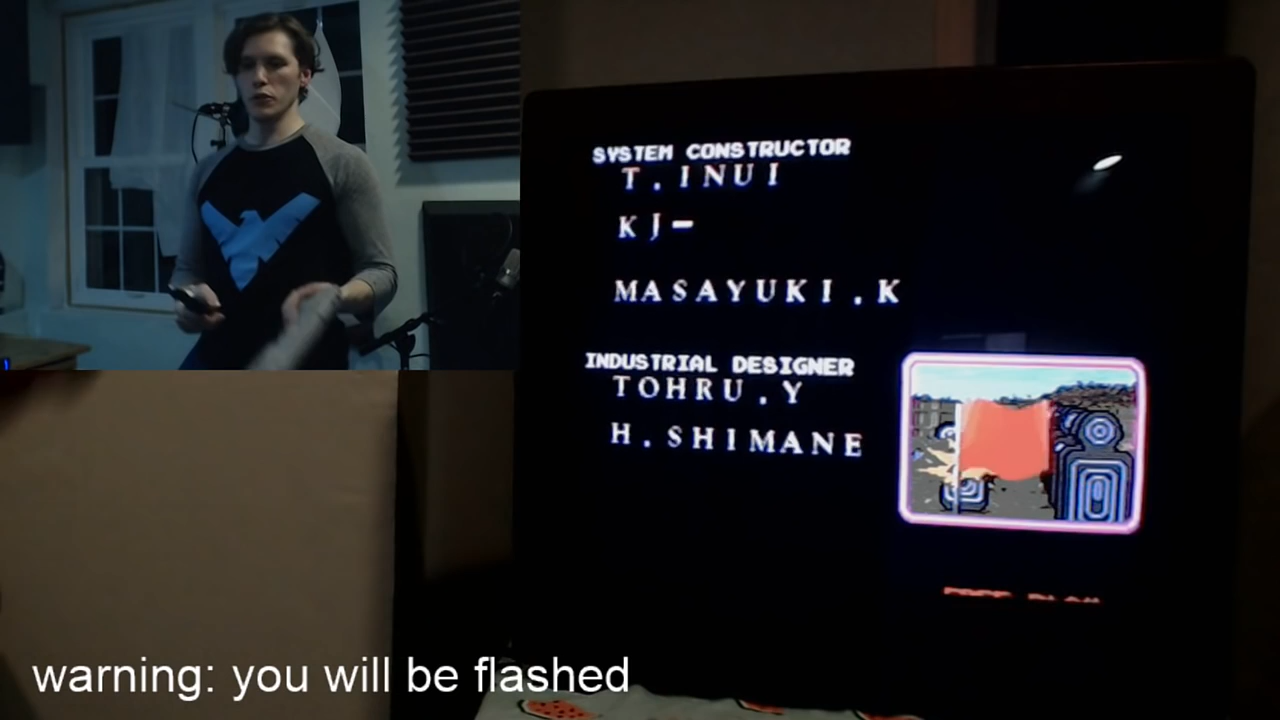 SYSTEM CONSTRUCTOR
T.INUI
KJ-
MASAYUKI.K
INDUSTRIAL DESIGNER
TOHRU.Y
H.SHIMANE
warning: you will be flashed